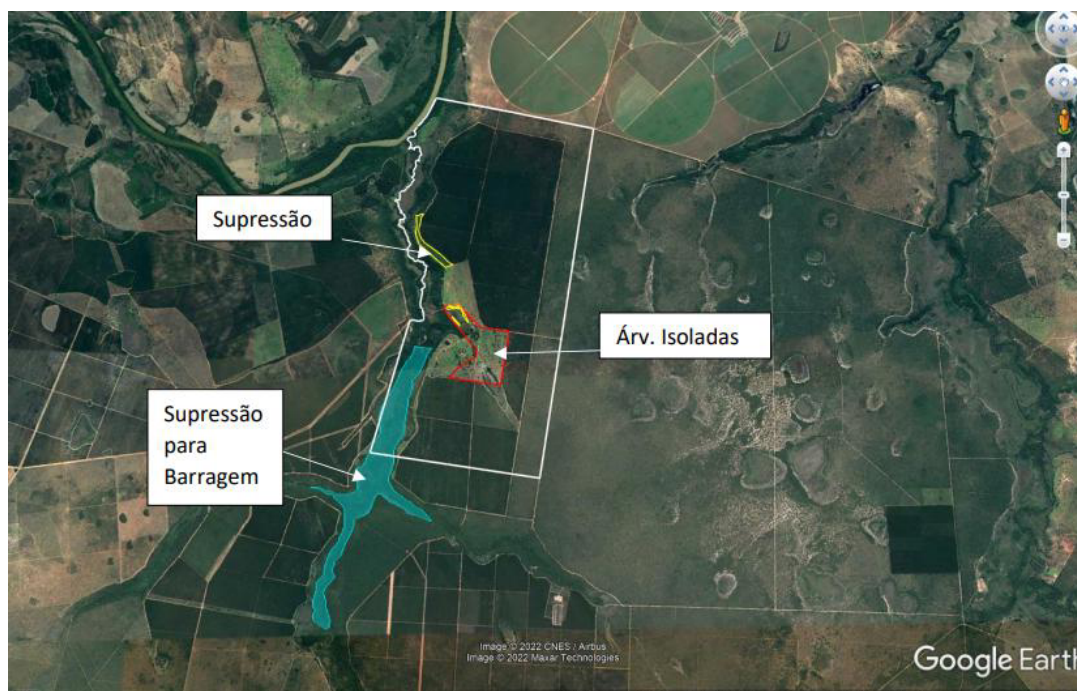 Supressão
Árv. Isoladas
Supressão
para
Barragem
Image © 2022 CNES / Airbus
Image © 2022 Maxar Technologies
Google Earth